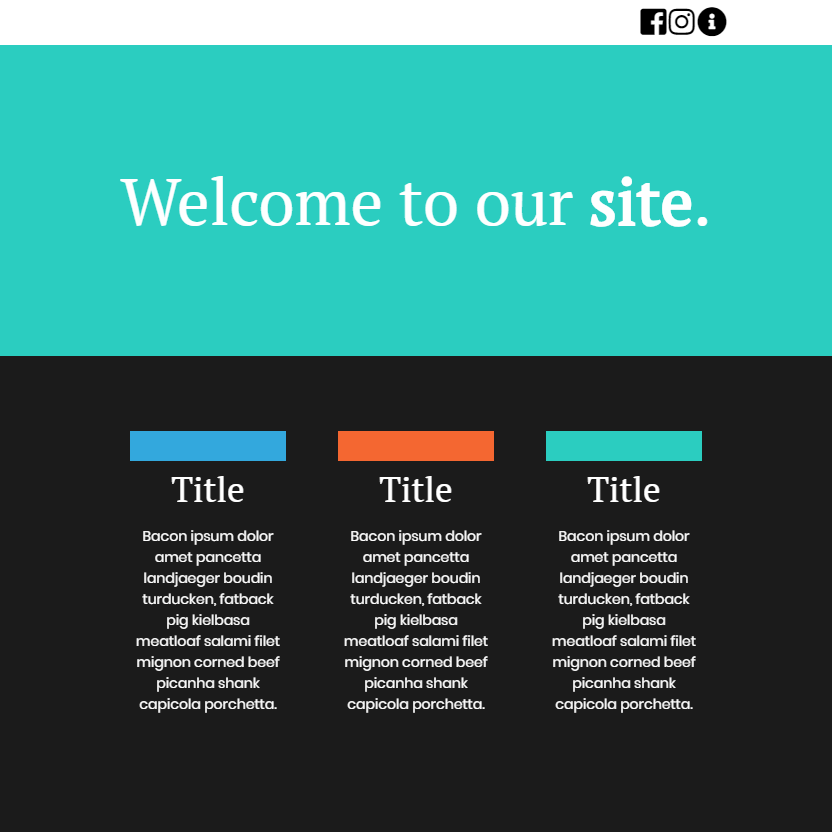 Welcome to our site.
Title
Bacon ipsum dolor
amet pancetta
landjaeger boudin
turducken, fatback
pig kielbasa
meatloaf salami filet
mignon corned beef
picanha shank
capicola porchetta.
Title
Bacon ipsum dolor
amet pancetta
landjaeger boudin
turducken, fatback
pig kielbasa
meatloaf salami filet
mignon corned beef
picanha shank
capicola porchetta.
Title
Bacon ipsum dolor
amet pancetta
landjaeger boudin
turducken, fatback
pig kielbasa
meatloaf salami filet
mignon corned beef
picanha shank
capicola porchetta.